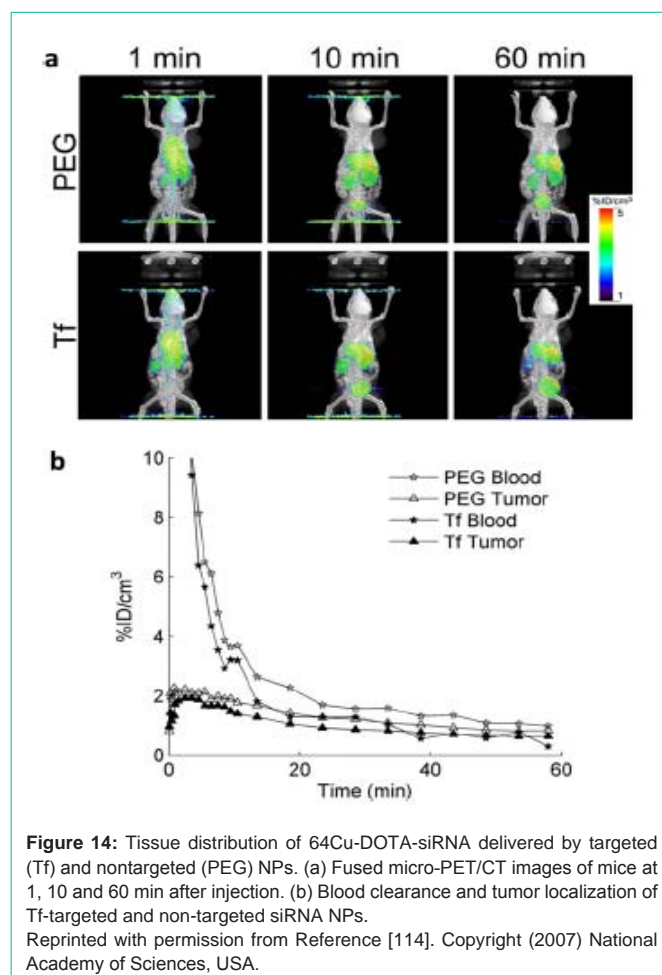 a
1 min 10 min 60 min
PEG
%ID/cm³
5
1
Tf
b
10
8
6
4
2
0
%ID/cm³
PEG Blood
PEG Tumor
Tf Blood
Tf Tumor
0 20 40 60
Time (min)
Figure 14: Tissue distribution of 64Cu-DOTA-siRNA delivered by targeted
(Tf) and nontargeted (PEG) NPs. (a) Fused micro-PET/CT images of mice at
1, 10 and 60 min after injection. (b) Blood clearance and tumor localization of
Tf-targeted and non-targeted siRNA NPs.
Reprinted with permission from Reference [114]. Copyright (2007) National
Academy of Sciences, USA.